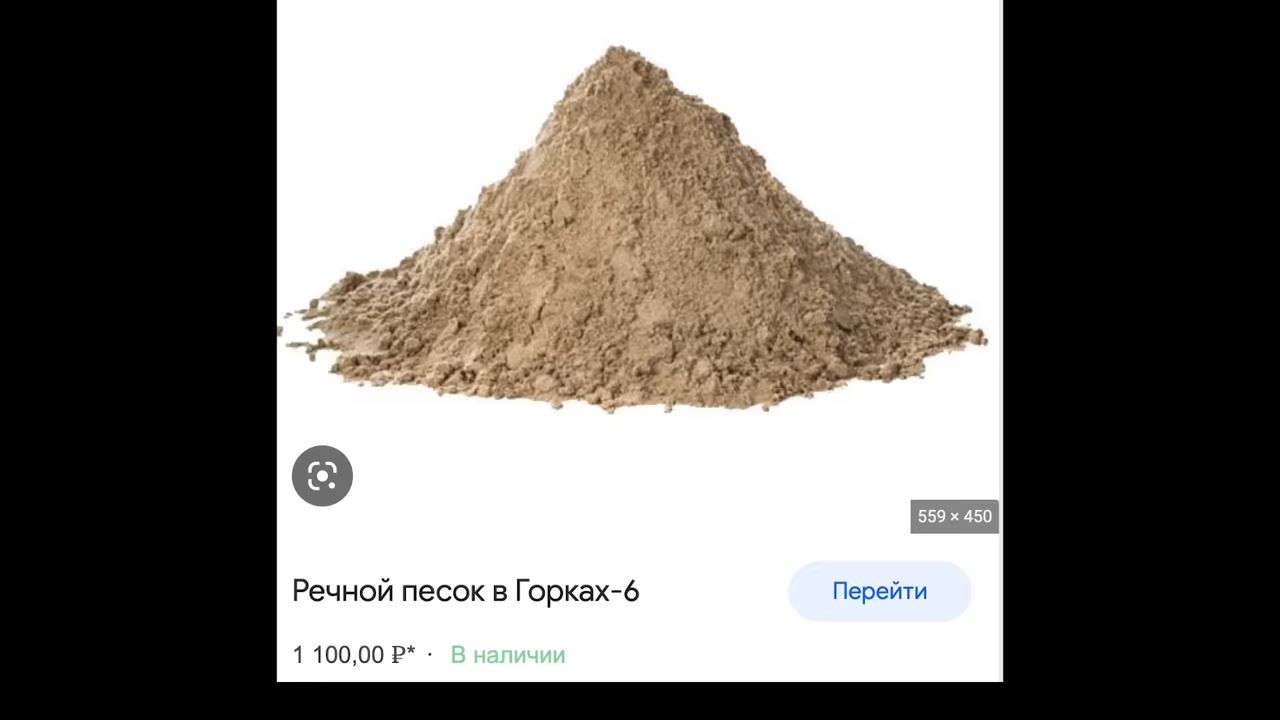 559 × 450
Речной песок в Горках-6
Перейти
1 100,00 ₽* · В наличии